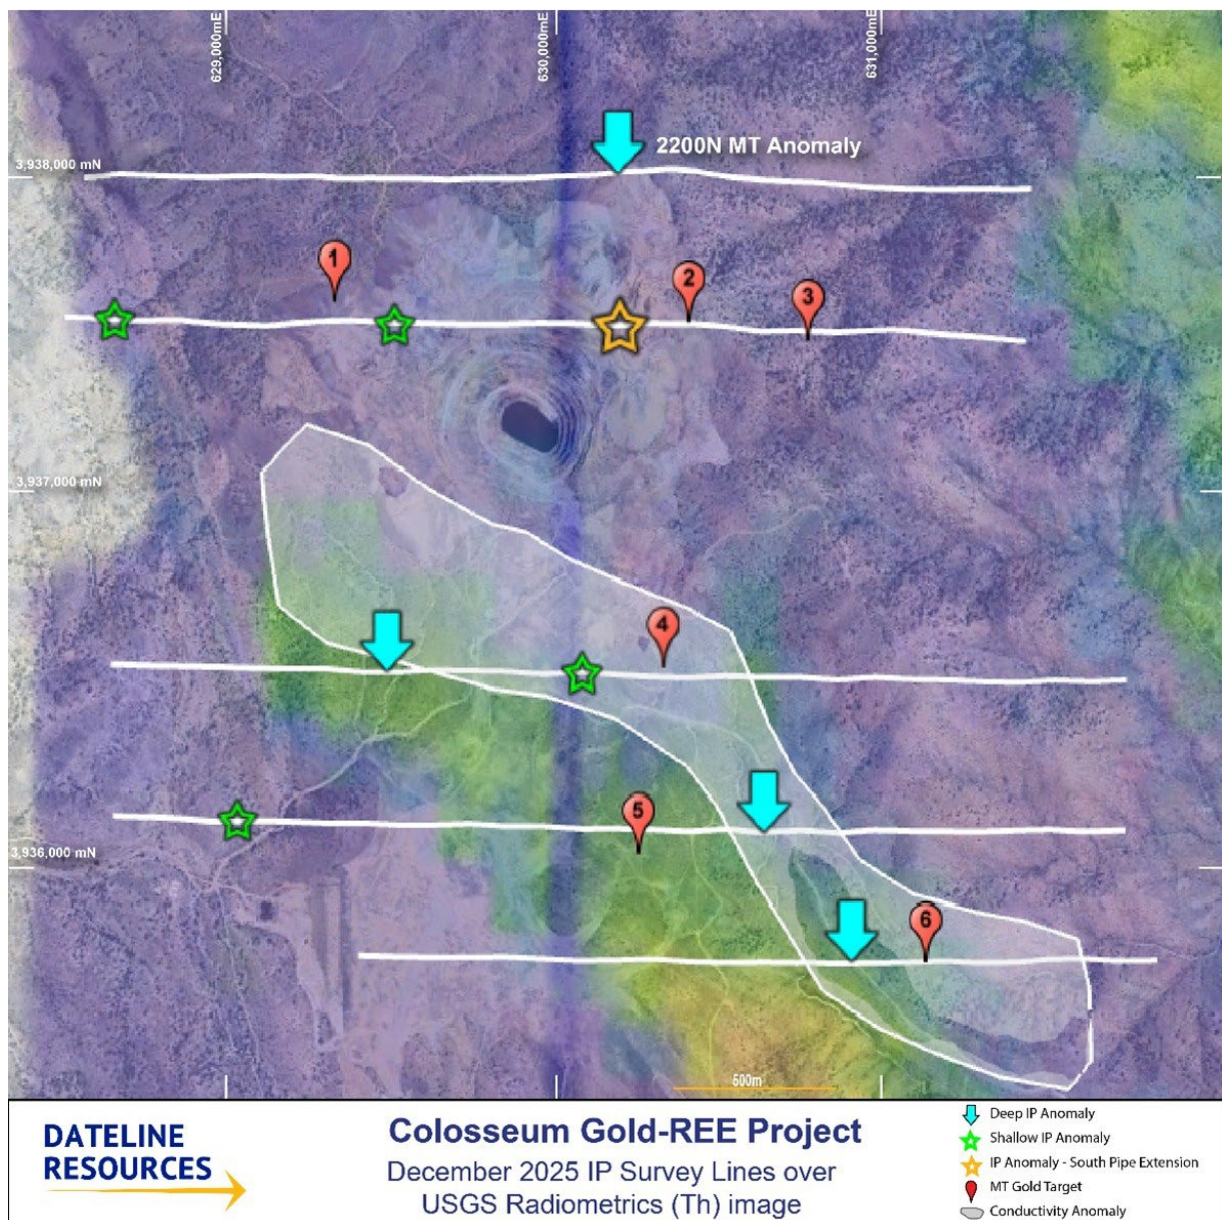 629,000mE
630,000mE
631,000mE
2200N MT Anomaly
3,938,000 mN
1
2
3
3,937,000 mN
4
5
3,936,000 mN
6
500m
DATELINE
RESOURCES
Colosseum Gold-REE Project
December 2025 IP Survey Lines over
USGS Radiometrics (Th) image
Deep IP Anomaly
Shallow IP Anomaly
IP Anomaly - South Pipe Extension
MT Gold Target
Conductivity Anomaly